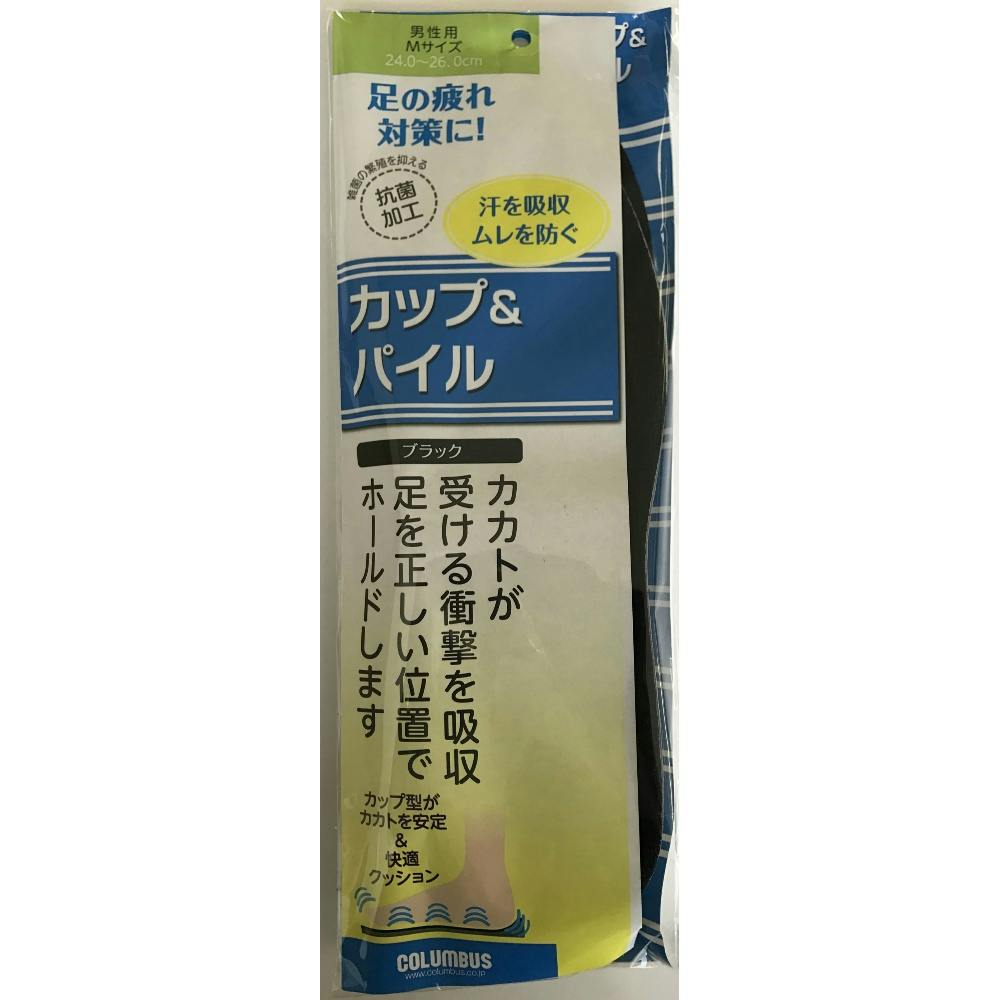 男性用
Mサイズ
24.0～26.0cm
プ&
ル
足の疲れ
対策に!
雑菌の繁殖を抑える
抗菌
加工
汗を吸収
ムレを防ぐ
カップ&
パイル
ブラック
カカトが
受ける衝撃を吸収
足を正しい位置で
ホールドします
カップ型が
カカトを安定
&
快適
クッション
COLUMBUS
www.columbus.co.jp